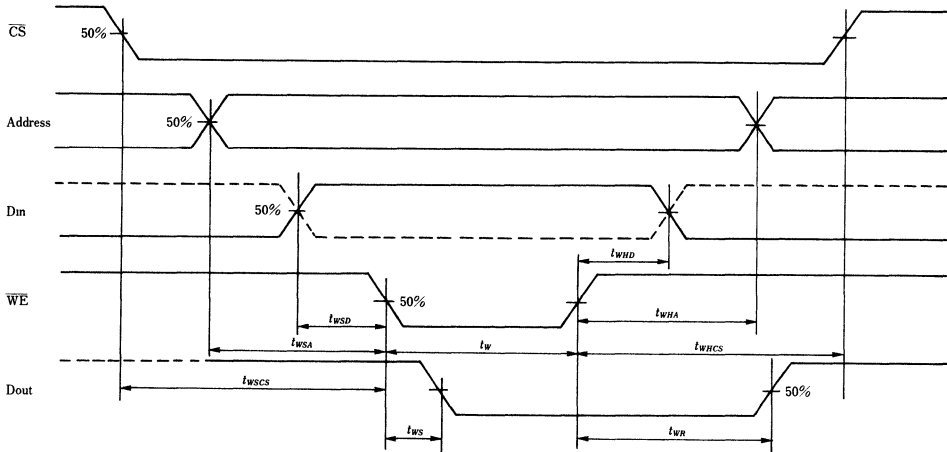 CS
50%
Address
50%
Din
50%
tWHD
WE
50%
tWSD
tWHA
tWSA
tW
tWHCS
Dout
tWSCS
50%
tWS
tWR